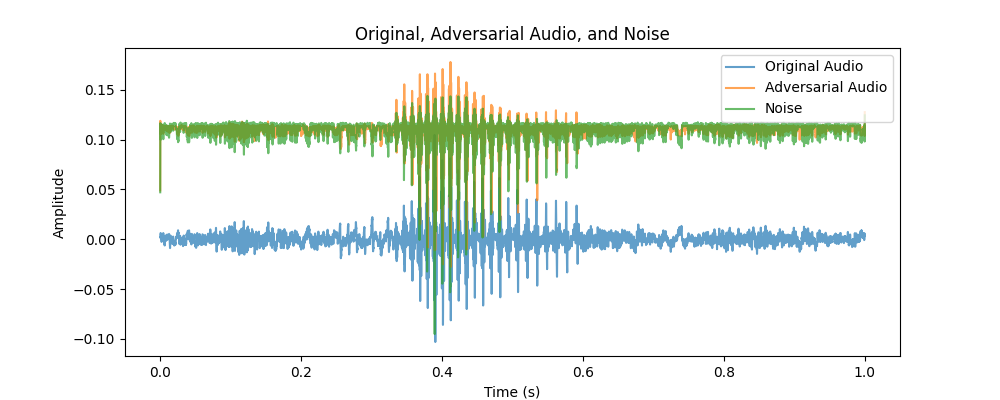 Original, Adversarial Audio, and Noise
Original Audio
Adversarial Audio
Noise
Amplitude
0.15
0.10
0.05
0.00
−0.05
−0.10
0.0 0.2 0.4 0.6 0.8 1.0
Time (s)